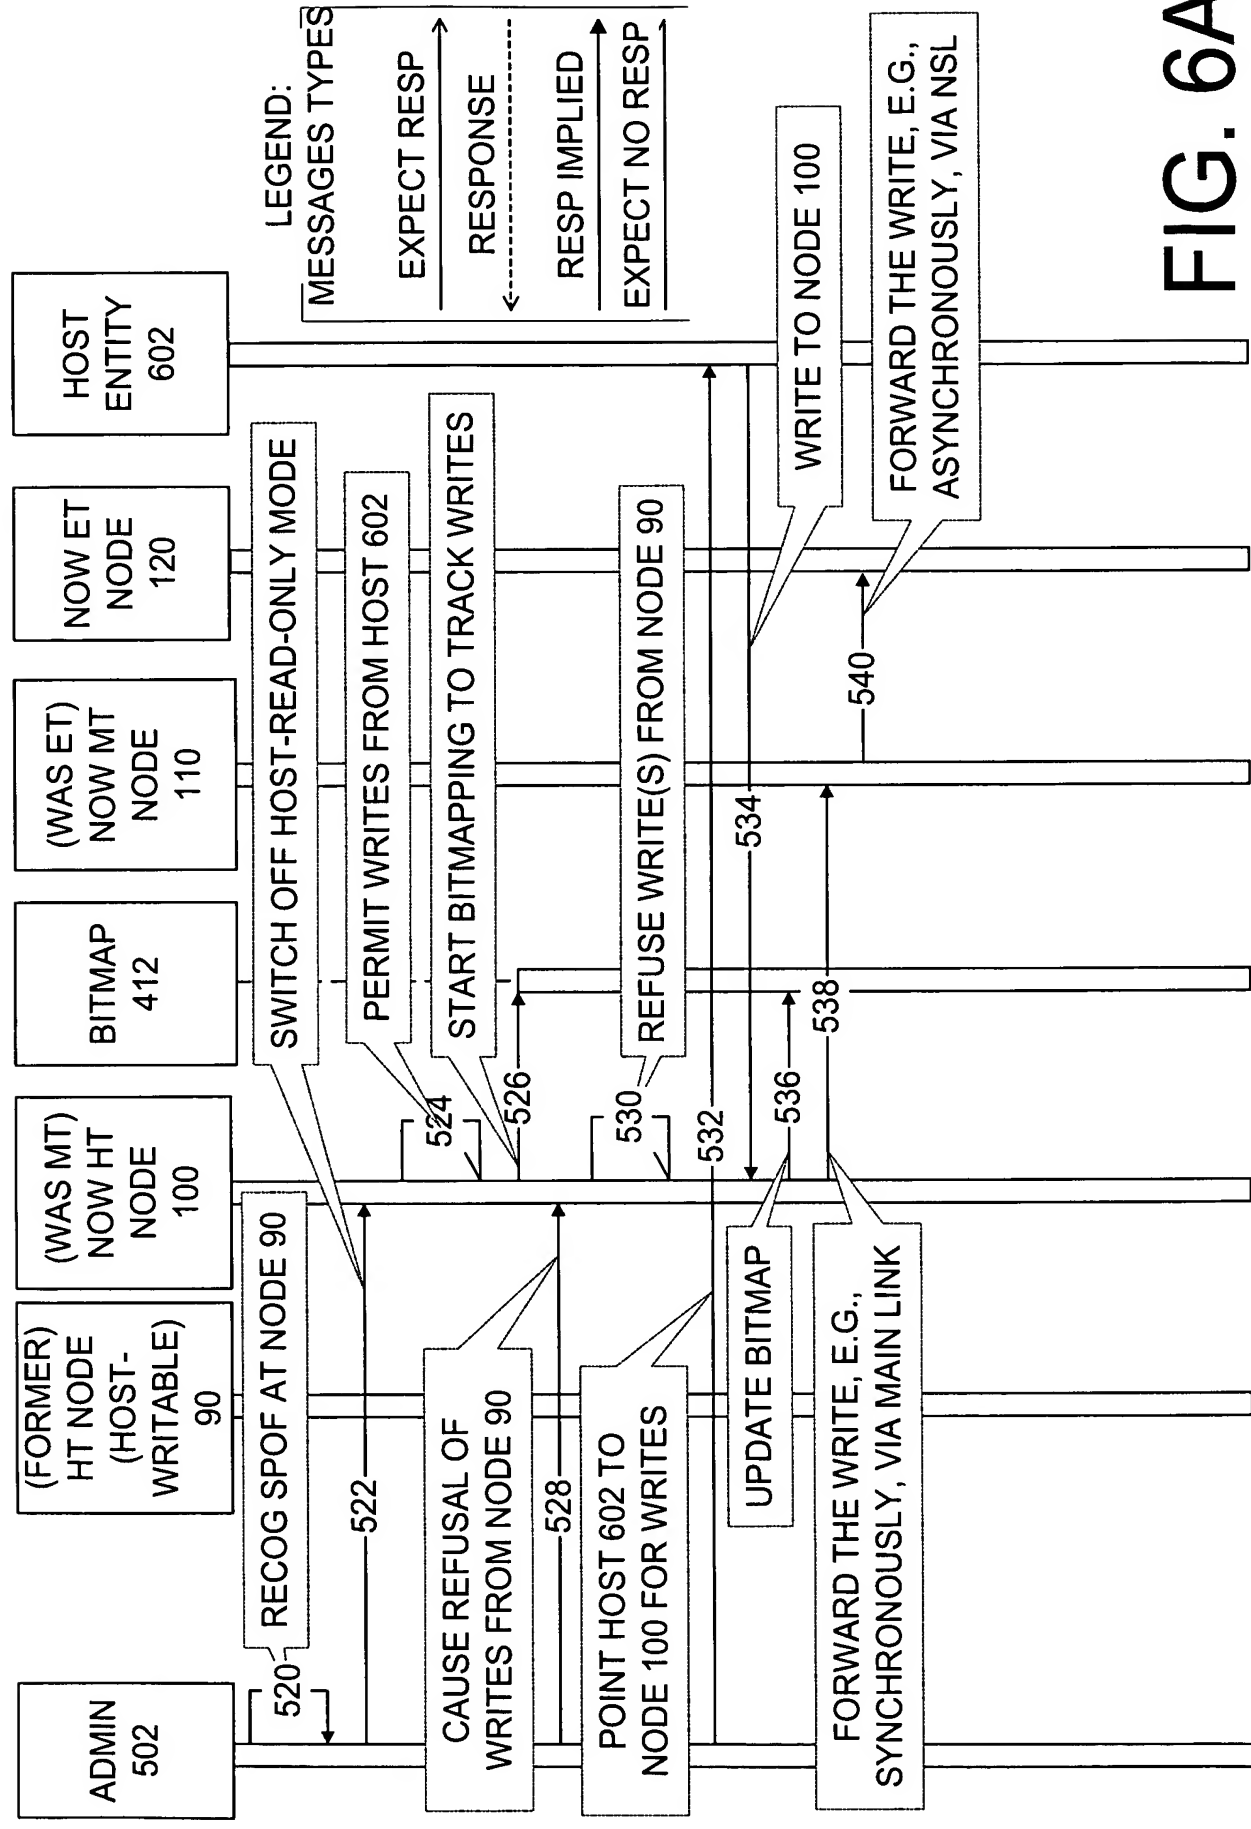 ADMIN
502
(FORMER)
HT NODE
(HOST-
WRITABLE)
90
(WAS MT)
NOW HT
NODE
100
BITMAP
412
(WAS ET)
NOW MT
NODE
110
NOW ET
NODE
120
HOST
ENTITY
602
LEGEND:
MESSAGES TYPES
EXPECT RESP
RESPONSE
RESP IMPLIED
EXPECT NO RESP
520
RECOG SPOF AT NODE 90
522
SWITCH OFF HOST-READ-ONLY MODE
524
PERMIT WRITES FROM HOST 602
526
START BITMAPPING TO TRACK WRITES
528
CAUSE REFUSAL OF
WRITES FROM NODE 90
530
REFUSE WRITE(S) FROM NODE 90
532
POINT HOST 602 TO
NODE 100 FOR WRITES
534
WRITE TO NODE 100
536
UPDATE BITMAP
538
FORWARD THE WRITE, E.G.,
SYNCHRONOUSLY, VIA MAIN LINK
540
FORWARD THE WRITE, E.G.,
ASYNCHRONOUSLY, VIA NSL
FIG. 6A